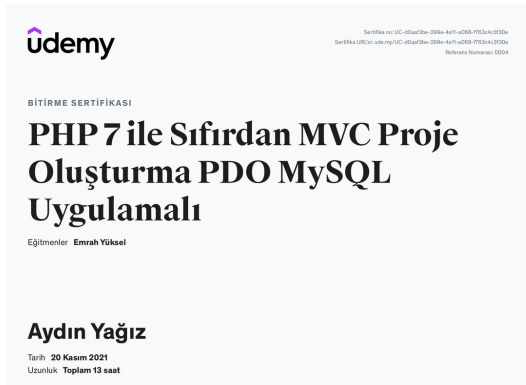 udemy
Sertifika no: UC-d0aaf3be-299e-4a11-a068-f763c4c3f30e
Sertifika URL'si: ude.my/UC-d0aaf3be-299e-4a11-a068-f763c4c3f30e
Referans Numarası: 0004
BİTİRME SERTİFİKASI
PHP 7 ile Sıfırdan MVC Proje
Oluşturma PDO MySQL
Uygulamalı
Eğitmenler Emrah Yüksel
Aydın Yağız
Tarih 20 Kasım 2021
Uzunluk Toplam 13 saat